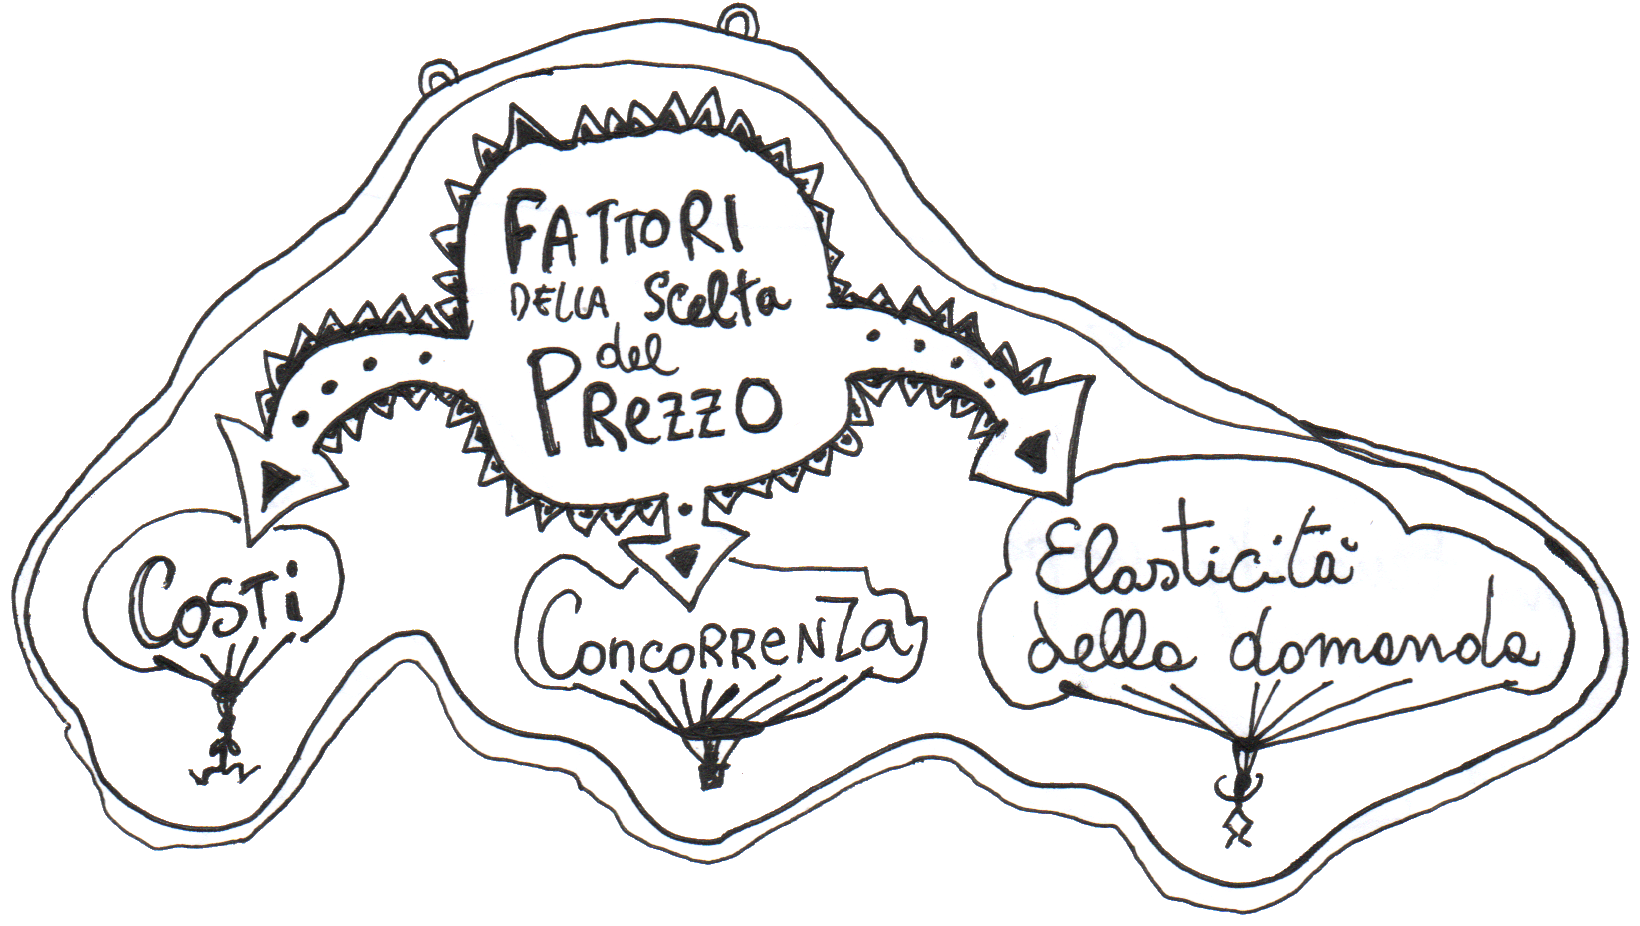 FATTORI
DELLA Scelta
del
PRezzo
CoSTi
ConcoRRenZa
Elasticità
della domanda